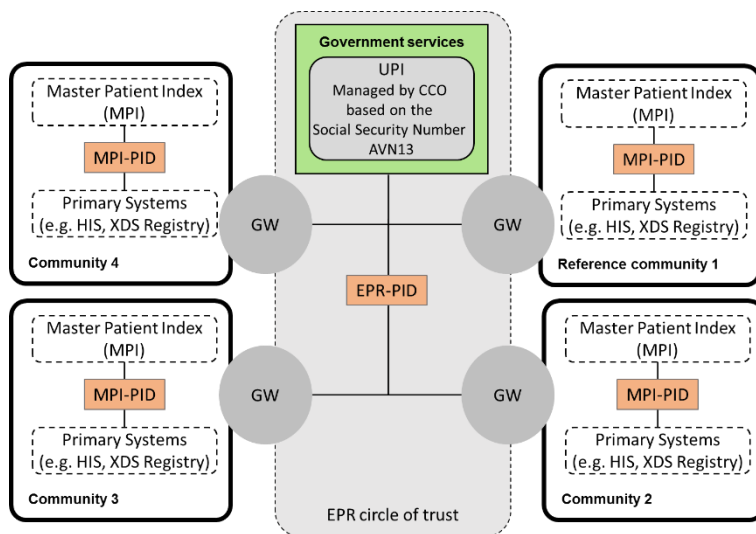 Government services
UPI
Managed by CCO
based on the
Social Security Number
AVN13
Master Patient Index
(MPI)
MPI-PID
Primary Systems
(e.g. HIS, XDS Registry)
Community 4
GW
GW
Master Patient Index
(MPI)
MPI-PID
Primary Systems
(e.g. HIS, XDS Registry)
Reference community 1
EPR-PID
Master Patient Index
(MPI)
MPI-PID
Primary Systems
(e.g. HIS, XDS Registry)
Community 3
GW
GW
Master Patient Index
(MPI)
MPI-PID
Primary Systems
(e.g. HIS, XDS Registry)
Community 2
EPR circle of trust